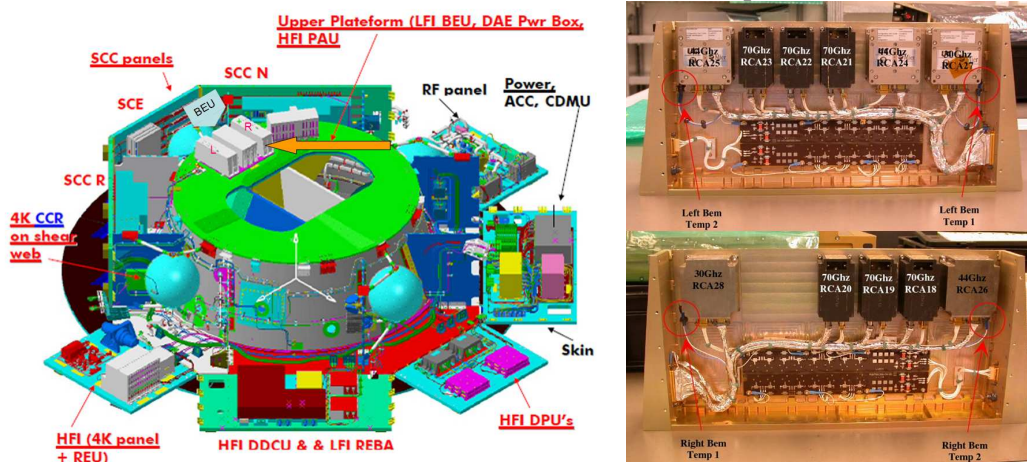 Upper Plateform (LFI BEU, DAE Pwr Box,
HFI PAU)
SCC panels
SCC N
SCE
BEU
R
L
RF panel
Power,
ACC, CDMU
SCC R
4K CCR
on shear
web
Skin
HFI (4K panel
+ REU)
HFI DDCU & & LFI REBA
HFI DPU's
44Ghz
RCA25
70Ghz
RCA23
70Ghz
RCA22
70Ghz
RCA21
44Ghz
RCA24
30Ghz
RCA27
Left Bem
Temp 2
Left Bem
Temp 1
30Ghz
RCA28
70Ghz
RCA20
70Ghz
RCA19
70Ghz
RCA18
44Ghz
RCA26
Right Bem
Temp 1
Right Bem
Temp 2